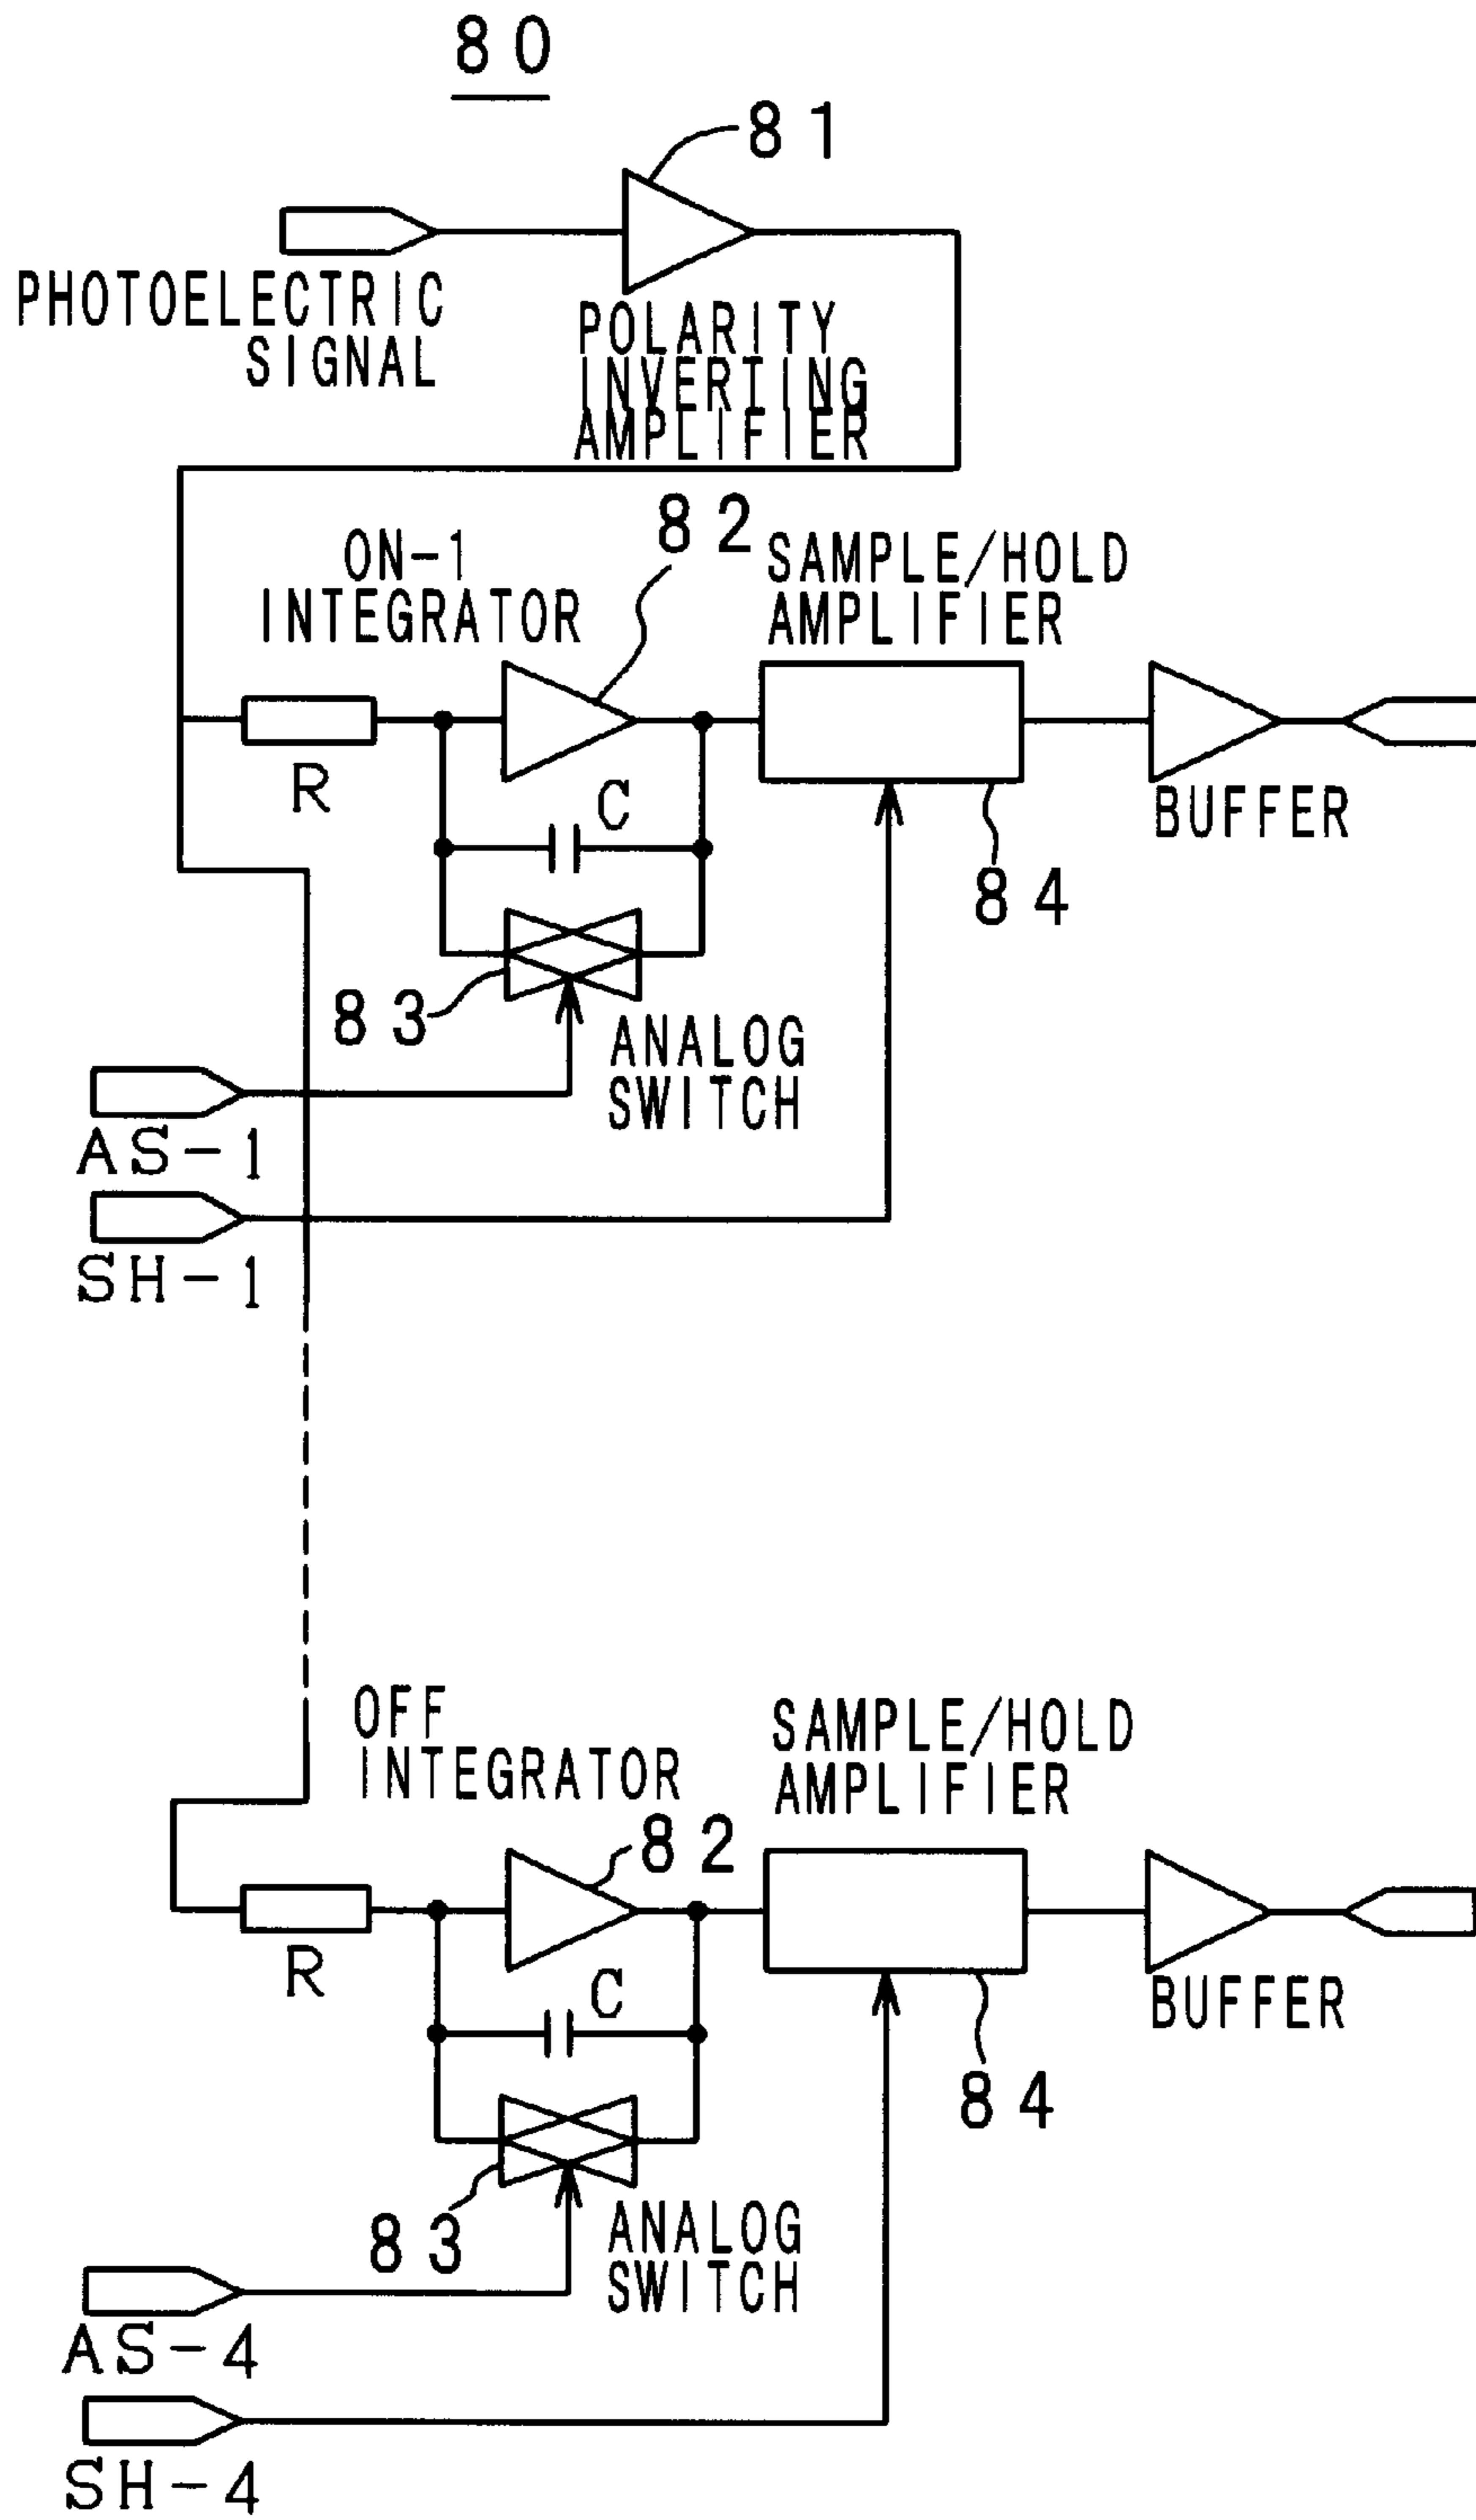 80
81
PHOTOELECTRIC
SIGNAL
POLARITY
INVERTING
AMPLIFIER
82
ON-1
INTEGRATOR
SAMPLE/HOLD
AMPLIFIER
R
C
BUFFER
84
83
ANALOG
SWITCH
AS-1
SH-1
OFF
INTEGRATOR
SAMPLE/HOLD
AMPLIFIER
82
R
C
BUFFER
84
83
ANALOG
SWITCH
AS-4
SH-4